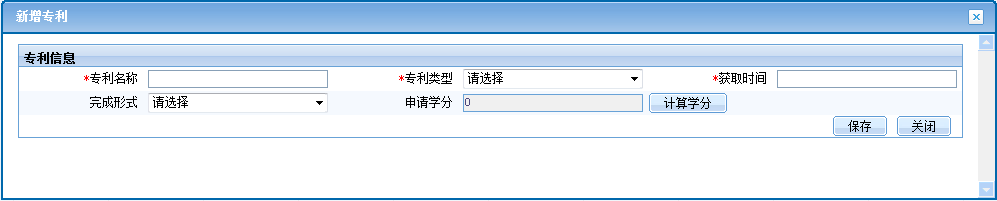 新增专利
专利信息
*专利名称 *专利类型 请选择 *获取时间
完成形式 请选择 申请学分 0 计算学分
保存 关闭